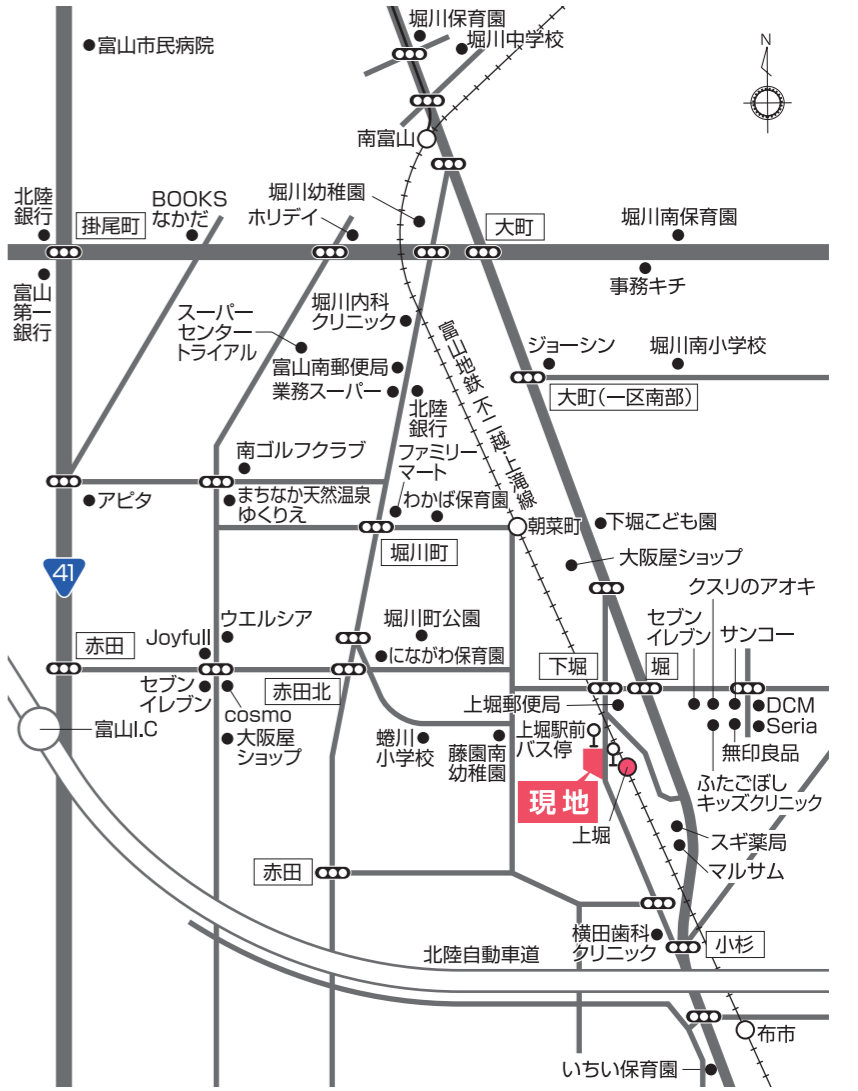 堀川保育園
富山市民病院
堀川中学校
N
南富山
北陸
銀行
掛尾町
BOOKS
なかだ
堀川幼稚園
ホリデイ
大町
堀川南保育園
富山
第一
銀行
事務キチ
スーパー
センター
トライアル
堀川内科
クリニック
富山地鉄 不二越・上滝線
ジョーシン
堀川南小学校
富山南郵便局
業務スーパー
北陸
銀行
大町(一区南部)
南ゴルフクラブ
ファミリー
マート
アピタ
まちなか天然温泉
ゆくりえ
わかば保育園
朝菜町
下堀こども園
堀川町
大阪屋ショップ
41
クスリのアオキ
赤田
Joyfull
ウエルシア
堀川町公園
セブン
イレブン
サンコー
にながわ保育園
下堀
堀
セブン
イレブン
cosmo
赤田北
上堀郵便局
DCM
富山I.C
大阪屋
ショップ
蜷川
小学校
藤園南
幼稚園
上堀駅前
バス停
Seria
無印良品
現地
ふたごぼし
キッズクリニック
上堀
スギ薬局
赤田
マルサム
横田歯科
クリニック
小杉
北陸自動車道
布市
いちい保育園